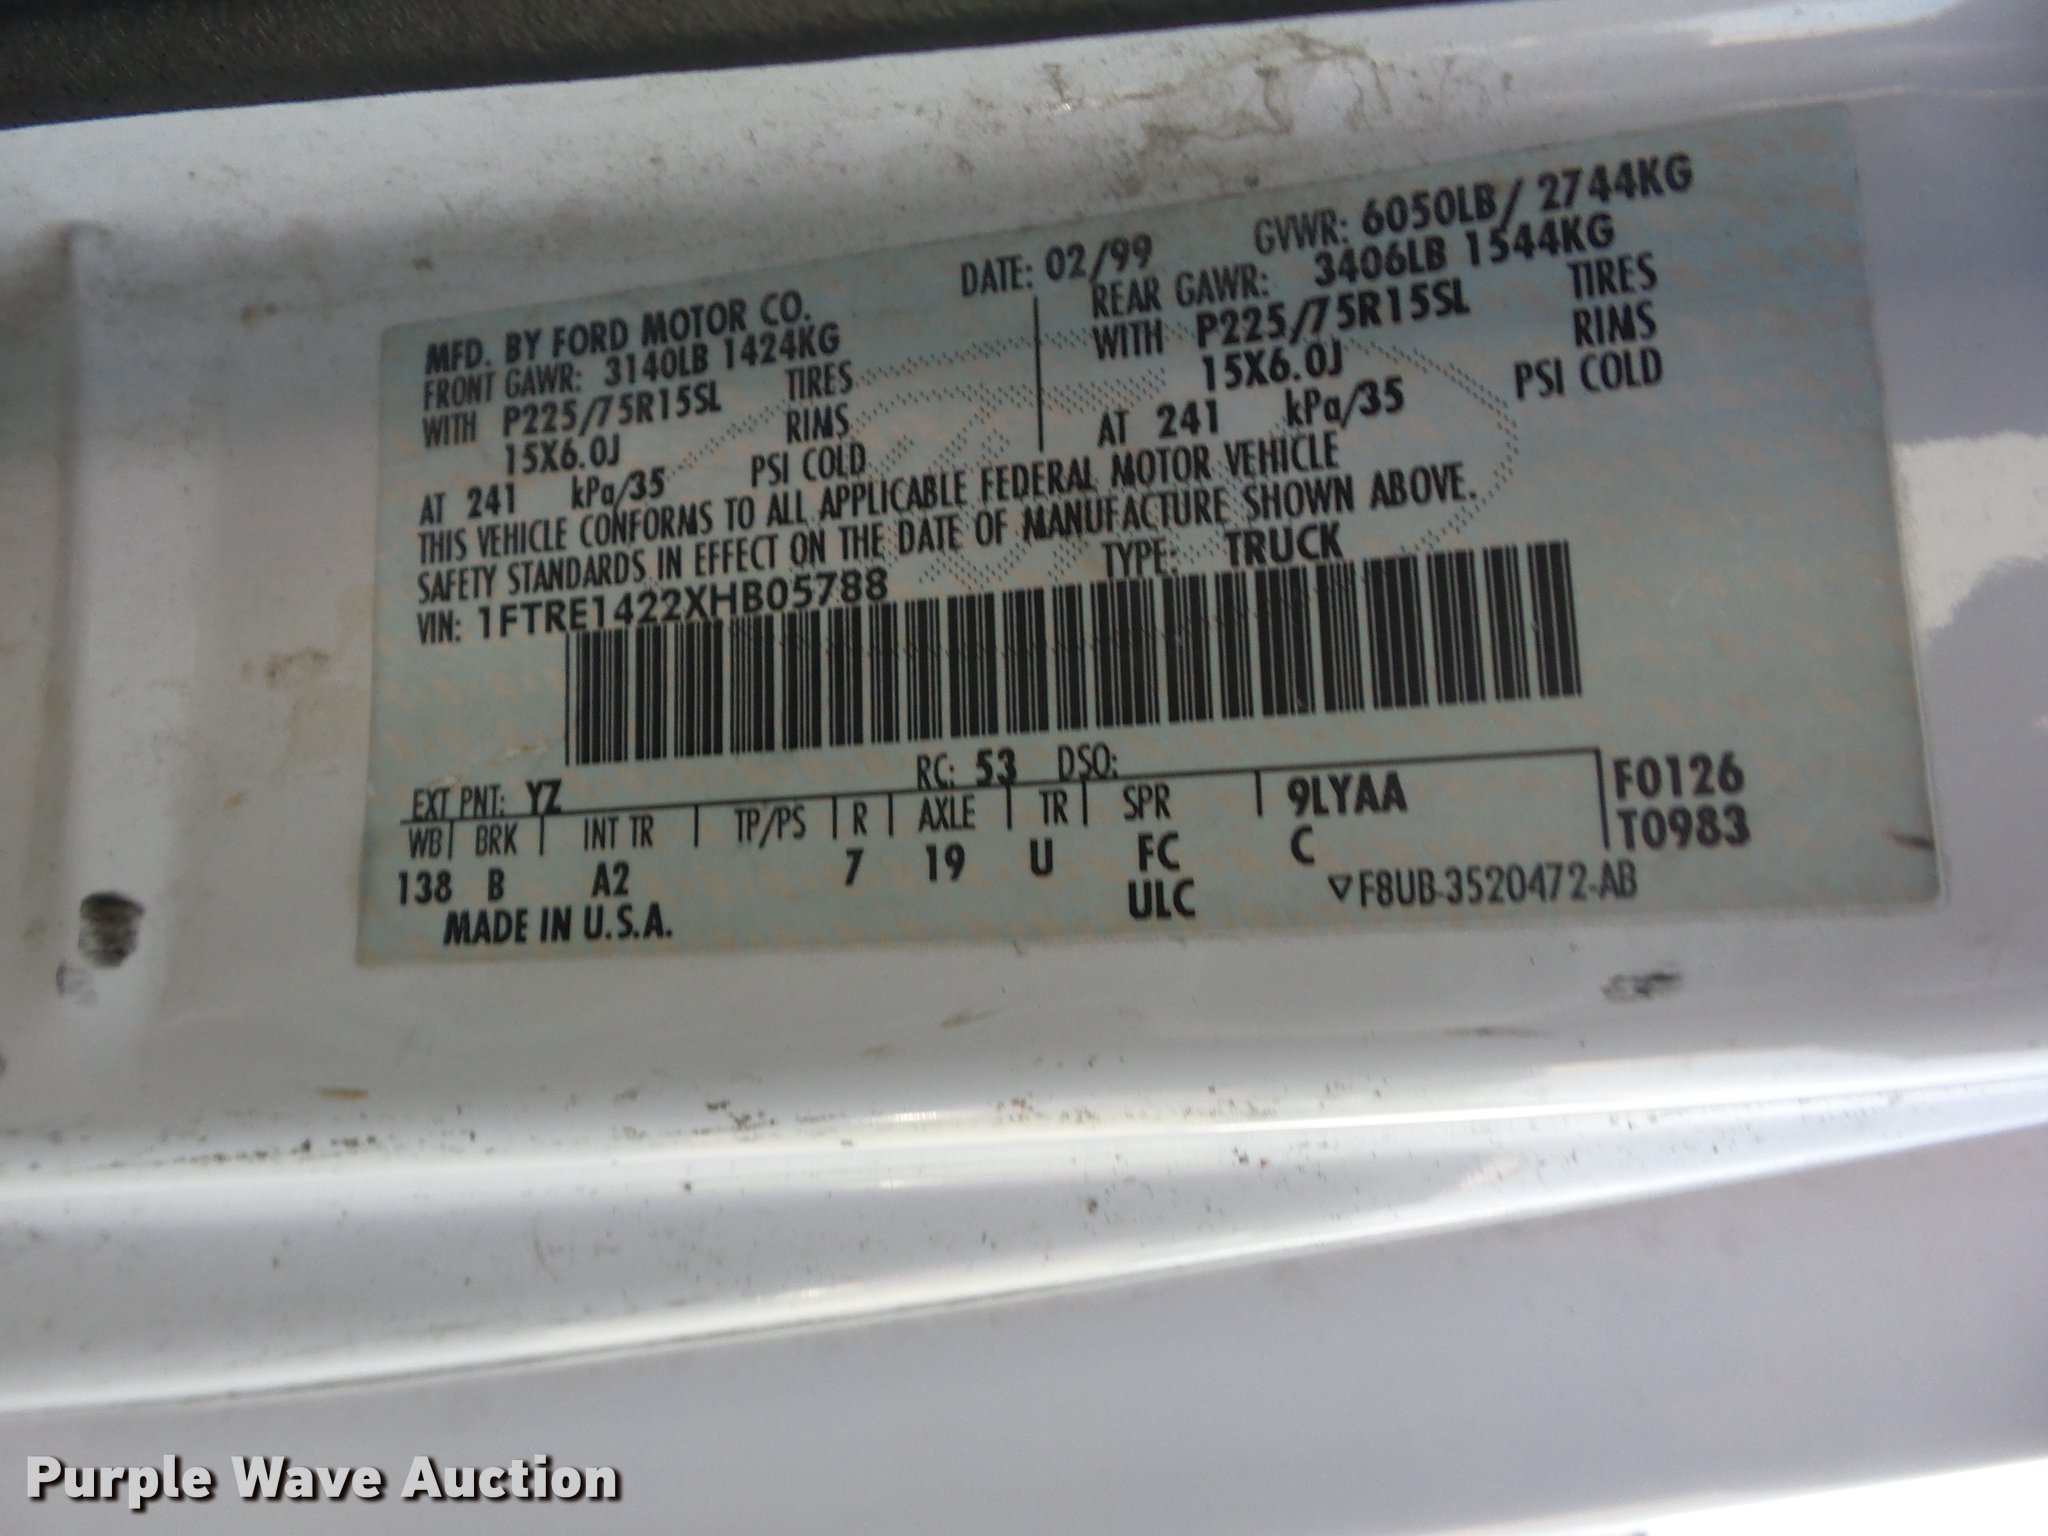 MFD. BY FORD MOTOR CO. DATE: 02/99 GVWR: 6050LB/ 2744KG
FRONT GAWR: 3140LB 1424KG REAR GAWR: 3406LB 1544KG
WITH P225/75R15SL TIRES WITH P225/75R15SL TIRES
15X6.0J RIMS 15X6.0J RIMS
AT 241 kPa/35 PSI COLD AT 241 kPa/35 PSI COLD
THIS VEHICLE CONFORMS TO ALL APPLICABLE FEDERAL MOTOR VEHICLE
SAFETY STANDARDS IN EFFECT ON THE DATE OF MANUFACTURE SHOWN ABOVE.
VIN: 1FTRE1422XHB05788 TYPE: TRUCK
EXT PNT: YZ RC: 53 DSO:
WB BRK INT TR TP/PS R AXLE TR SPR 9LYAA F0126
138 B A2 7 19 U FC C T0983
MADE IN U.S.A. ULC ▽F8UB-3520472-AB
Purple Wave Auction